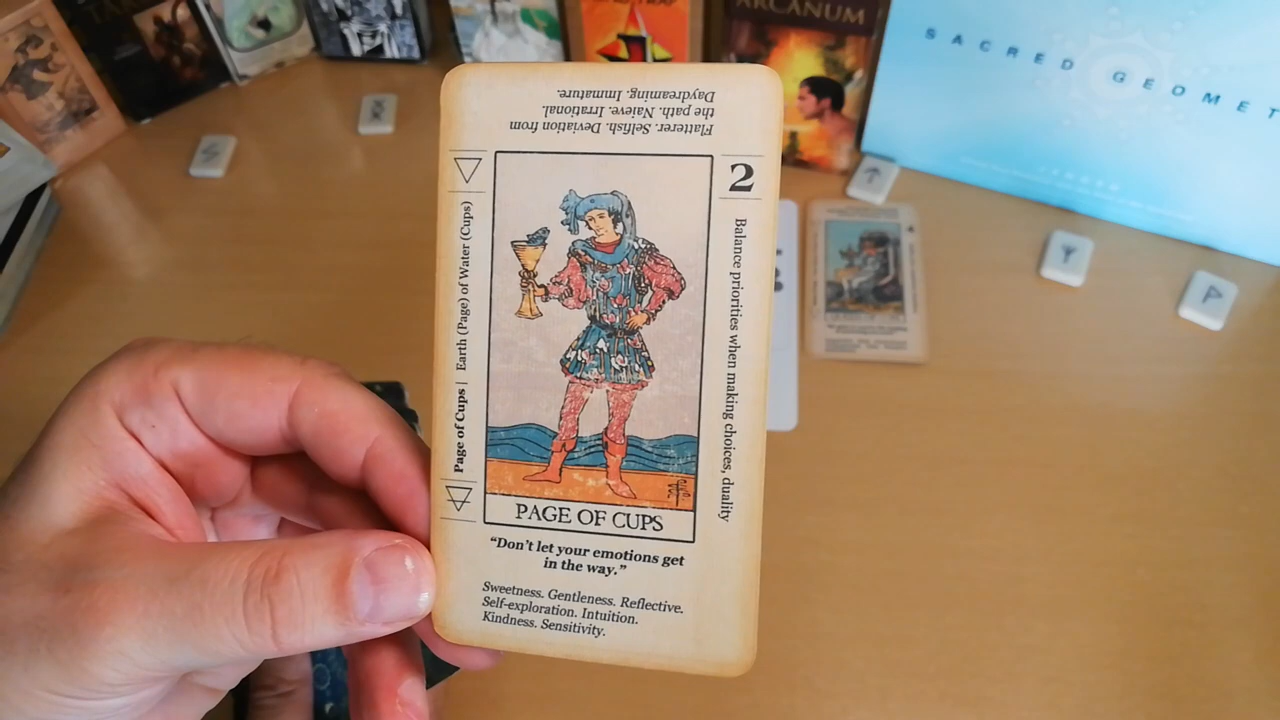 ARCANUM
SACRED GEOMET
Flatterer. Selfish. Deviation from
the path. Naieve. Irrational.
Daydreaming. Immature.
2
Page of Cups | Earth (Page) of Water (Cups)
Balance priorities when making choices, duality
PAGE OF CUPS
“Don’t let your emotions get
in the way.”
Sweetness. Gentleness. Reflective.
Self-exploration. Intuition.
Kindness. Sensitivity.